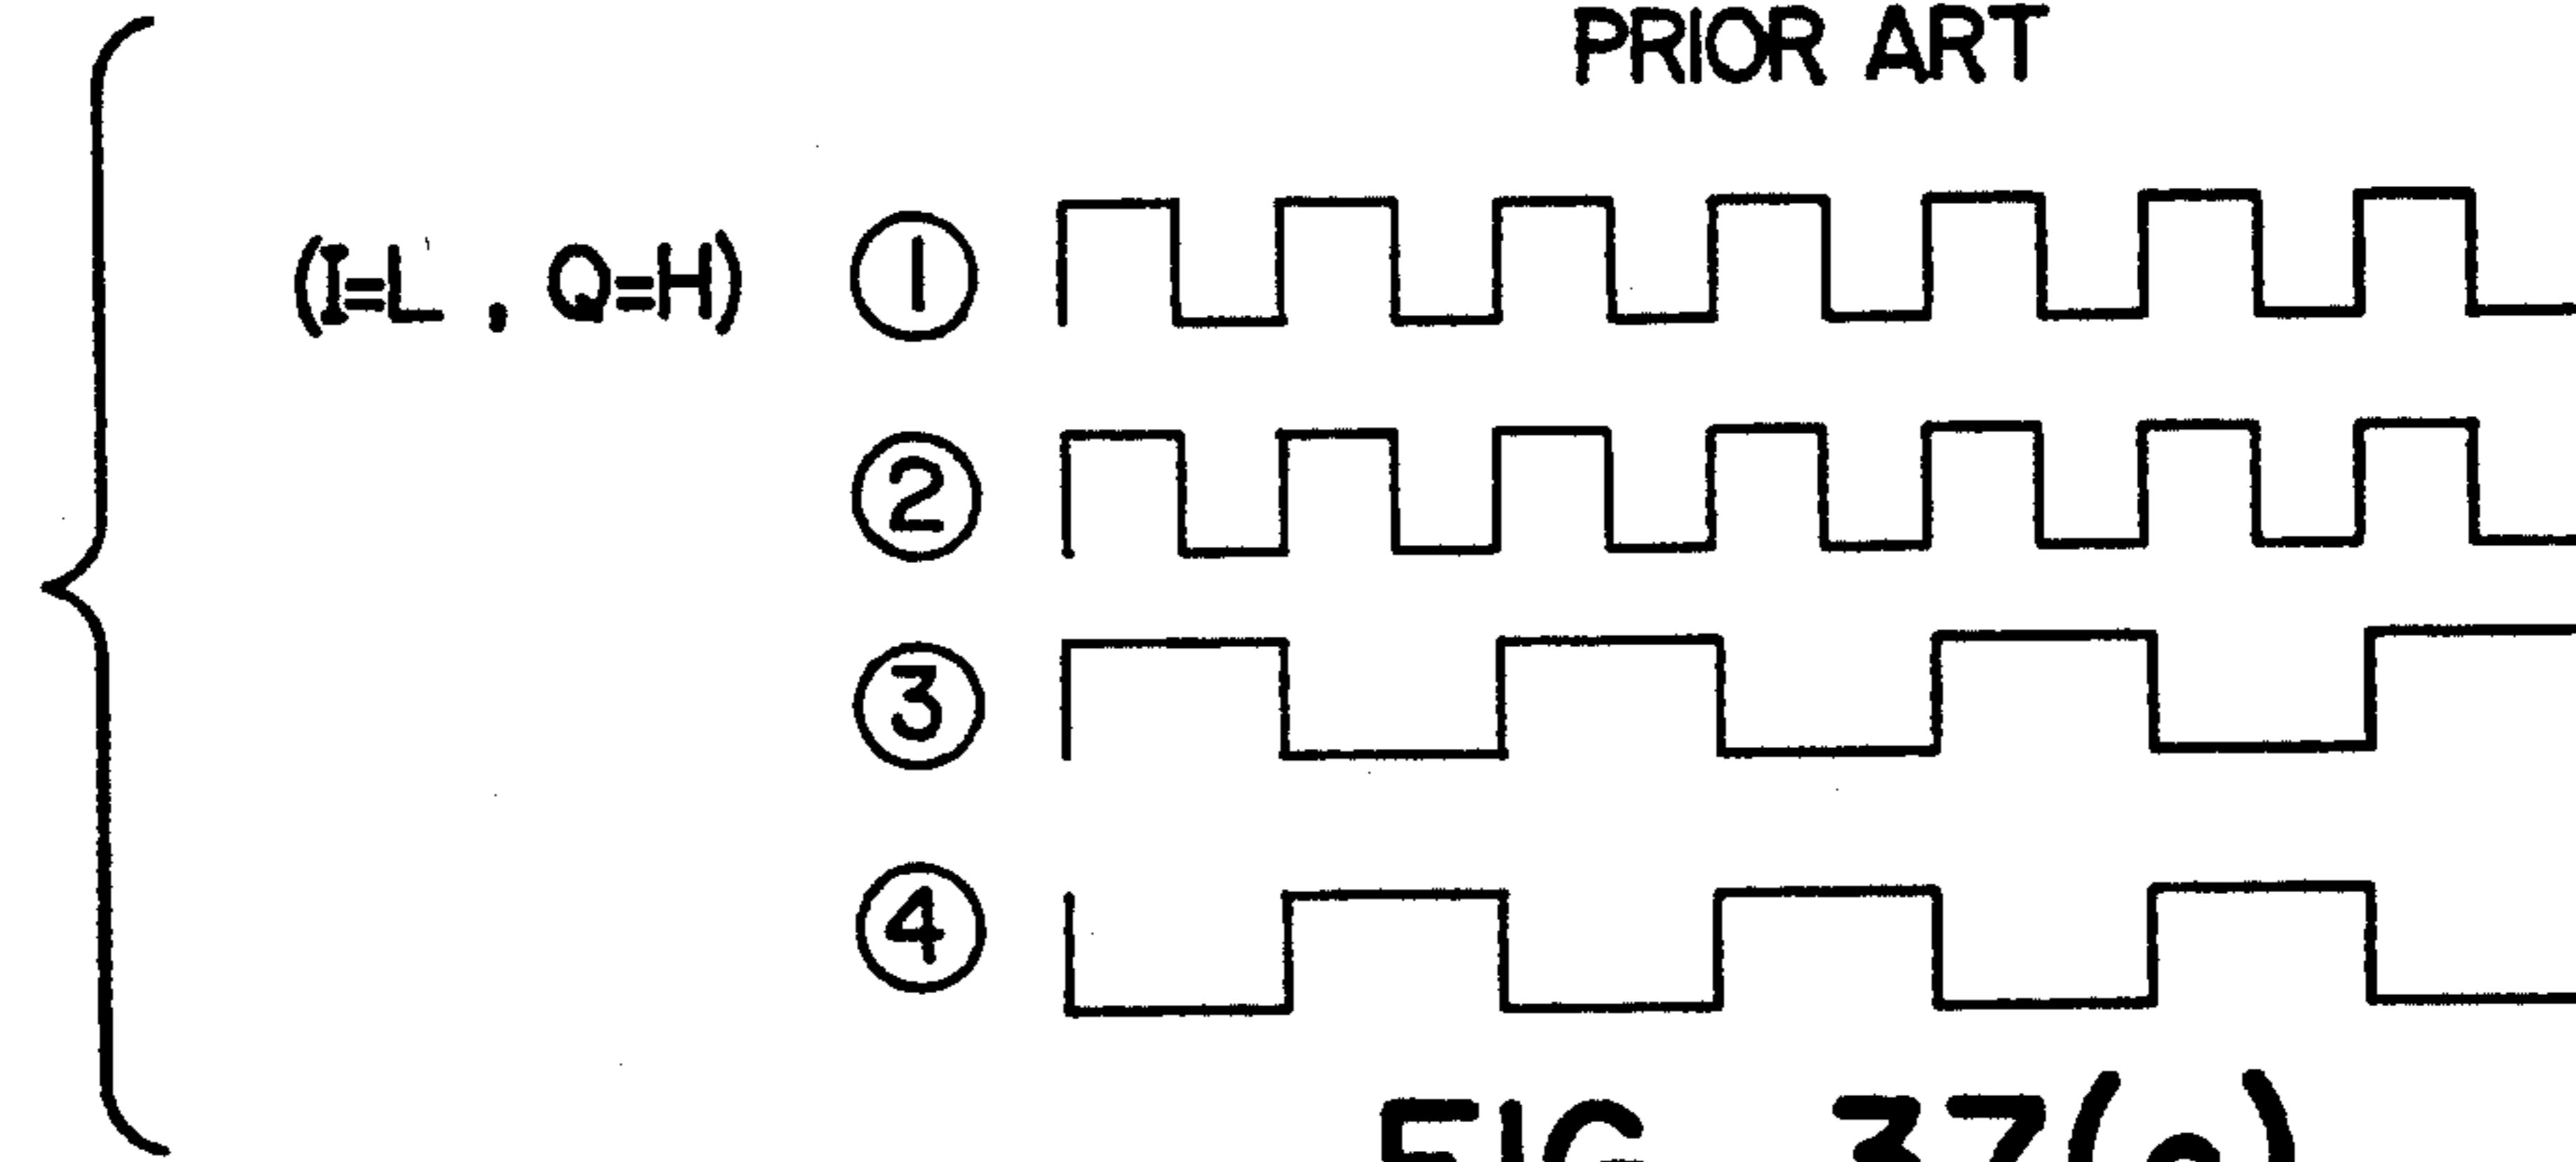 PRIOR ART
(I=L , Q=H) ①
②
③
④